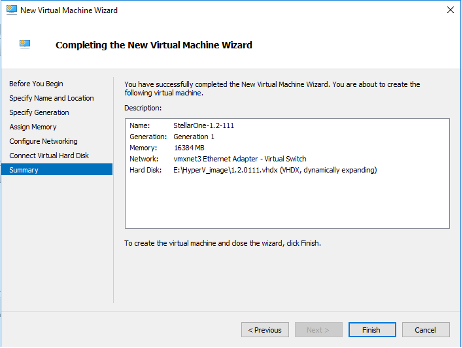 New Virtual Machine Wizard
Completing the New Virtual Machine Wizard
Before You Begin
Specify Name and Location
Specify Generation
Assign Memory
Configure Networking
Connect Virtual Hard Disk
Summary
You have successfully completed the New Virtual Machine Wizard. You are about to create the
following virtual machine.
Description:
Name: StellarOne-1.2-111
Generation: Generation 1
Memory: 16384 MB
Network: vmxnet3 Ethernet Adapter - Virtual Switch
Hard Disk: E:\HyperV_image\1.2.0111.vhdx (VHDX, dynamically expanding)
To create the virtual machine and close the wizard, click Finish.
< Previous Next > Finish Cancel